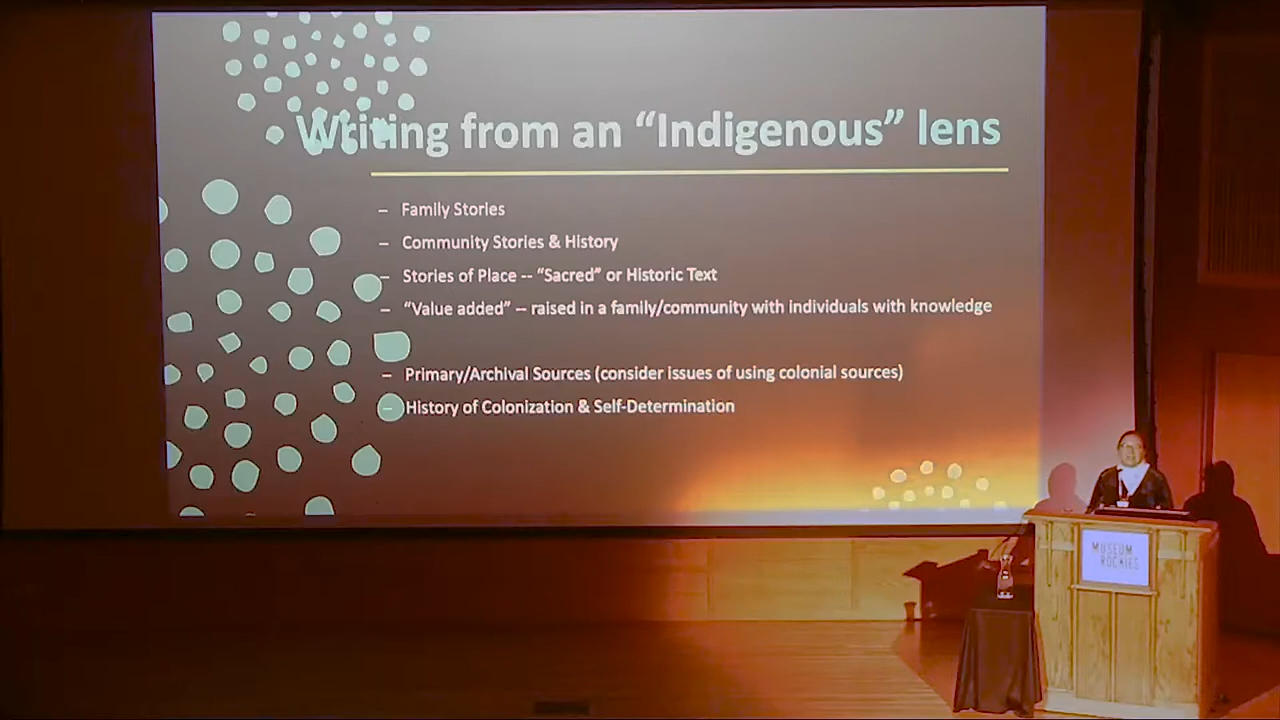 Writing from an “Indigenous” lens
– Family Stories
– Community Stories & History
– Stories of Place -- “Sacred” or Historic Text
– “Value added” – raised in a family/community with individuals with knowledge
– Primary/Archival Sources (consider issues of using colonial sources)
– History of Colonization & Self-Determination
MUSEUM
ROCKIES